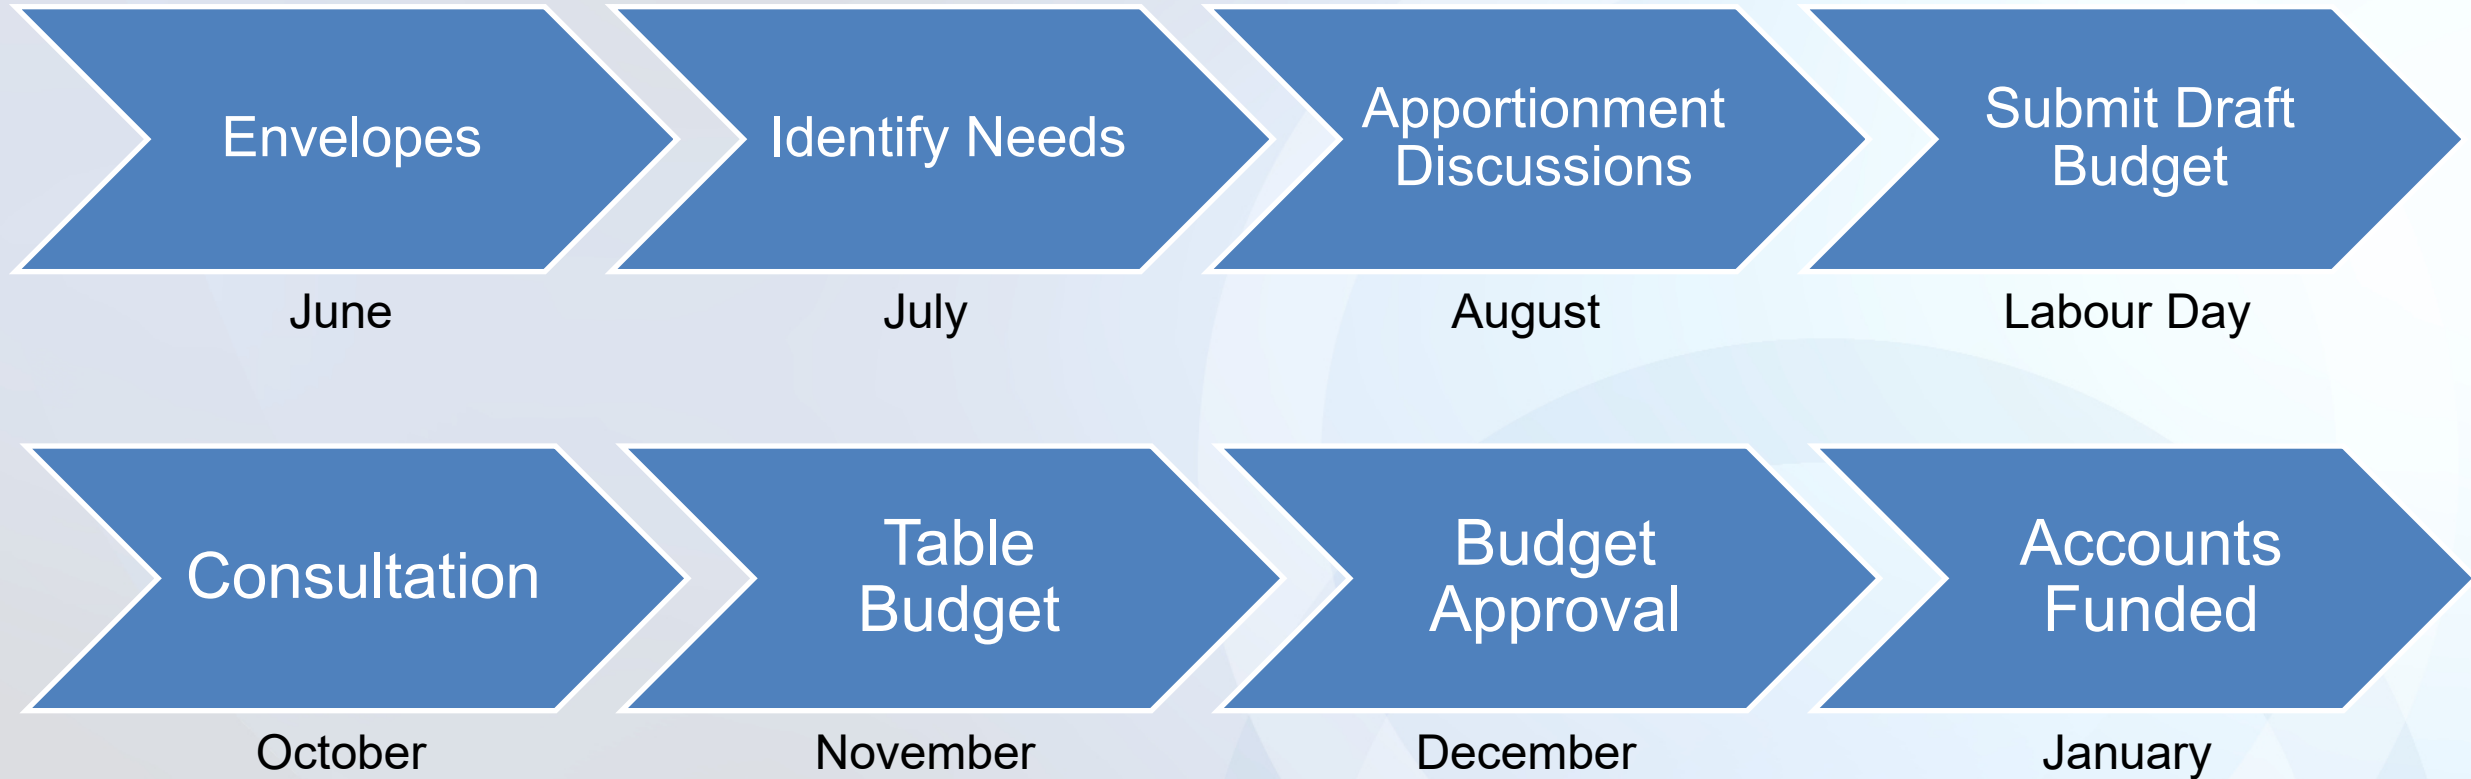 Envelopes
Identify Needs
Apportionment
Discussions
Submit Draft
Budget
June
July
August
Labour Day
Consultation
Table
Budget
Budget
Approval
Accounts
Funded
October
November
December
January